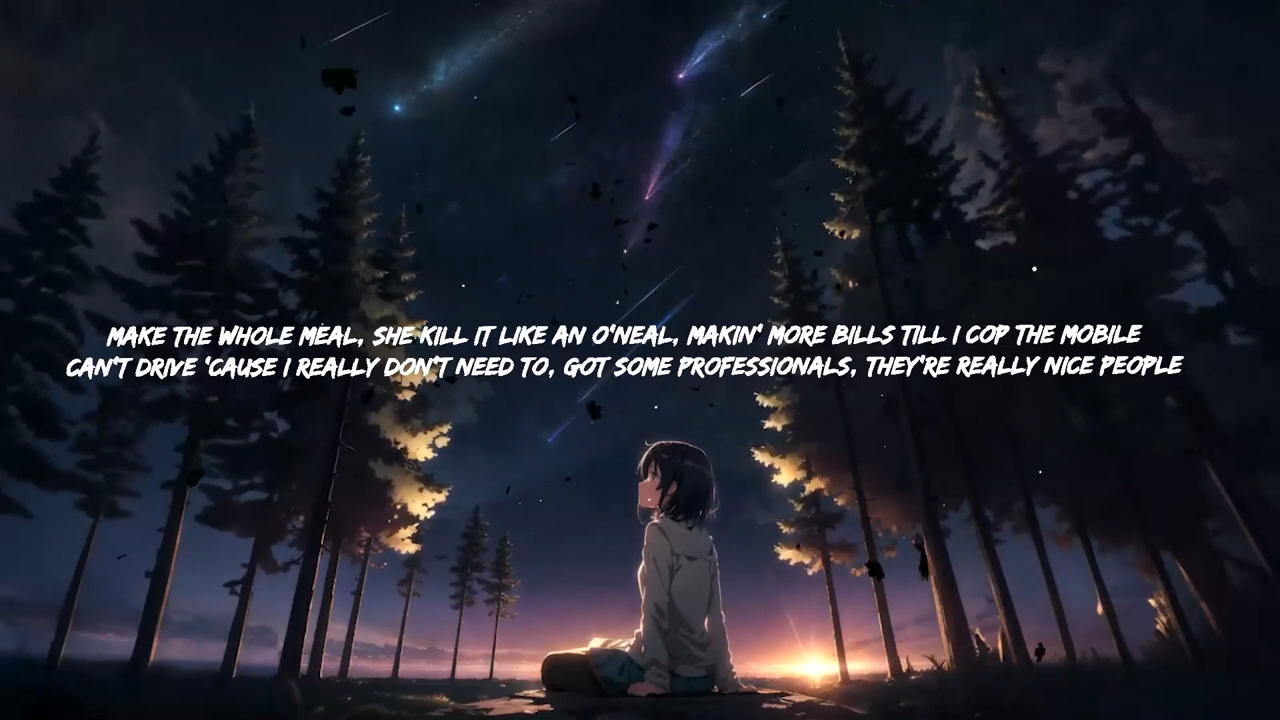 MAKE THE WHOLE MEAL, SHE KILL IT LIKE AN O'NEAL, MAKIN' MORE BILLS TILL I COP THE MOBILE
CAN'T DRIVE 'CAUSE I REALLY DON'T NEED TO, GOT SOME PROFESSIONALS, THEY'RE REALLY NICE PEOPLE